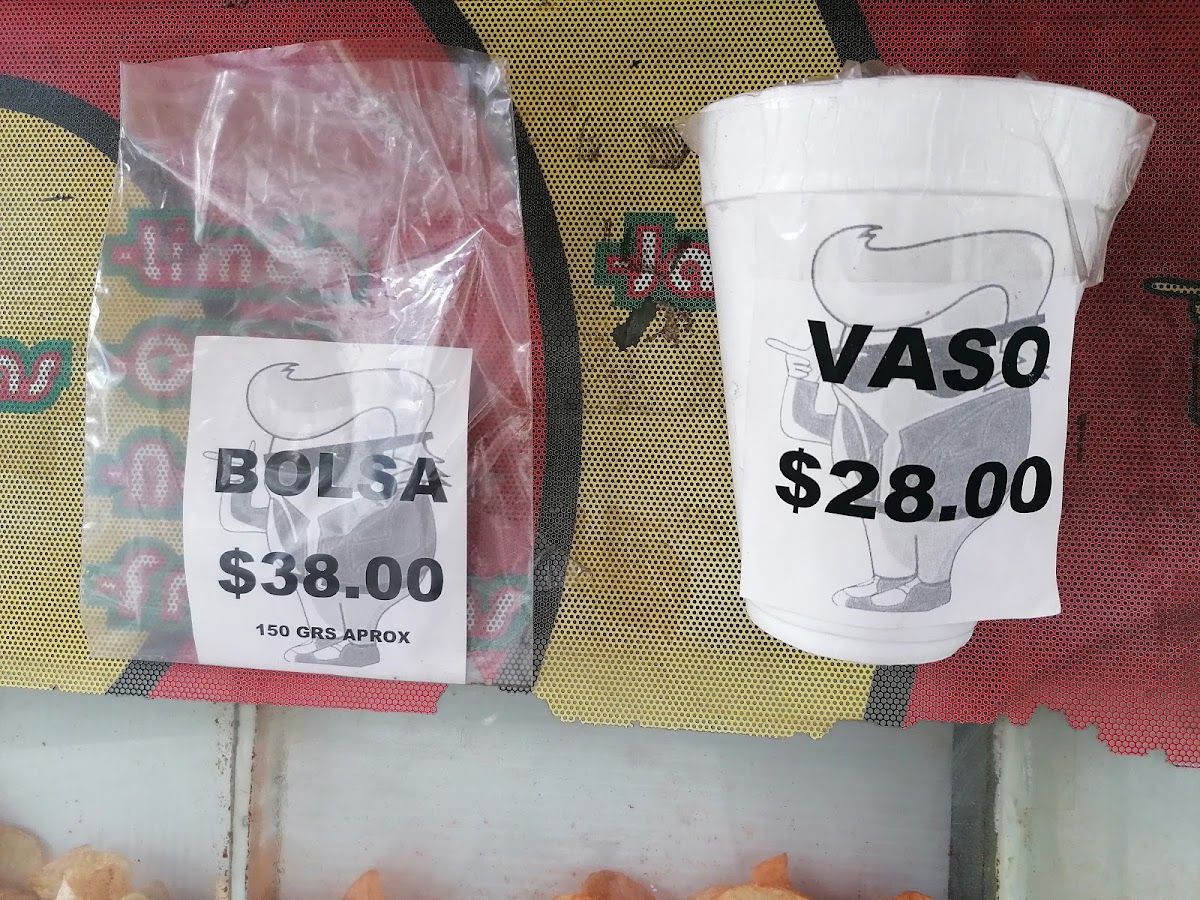 BOLSA
$38.00
150 GRS APROX
VASO
$28.00